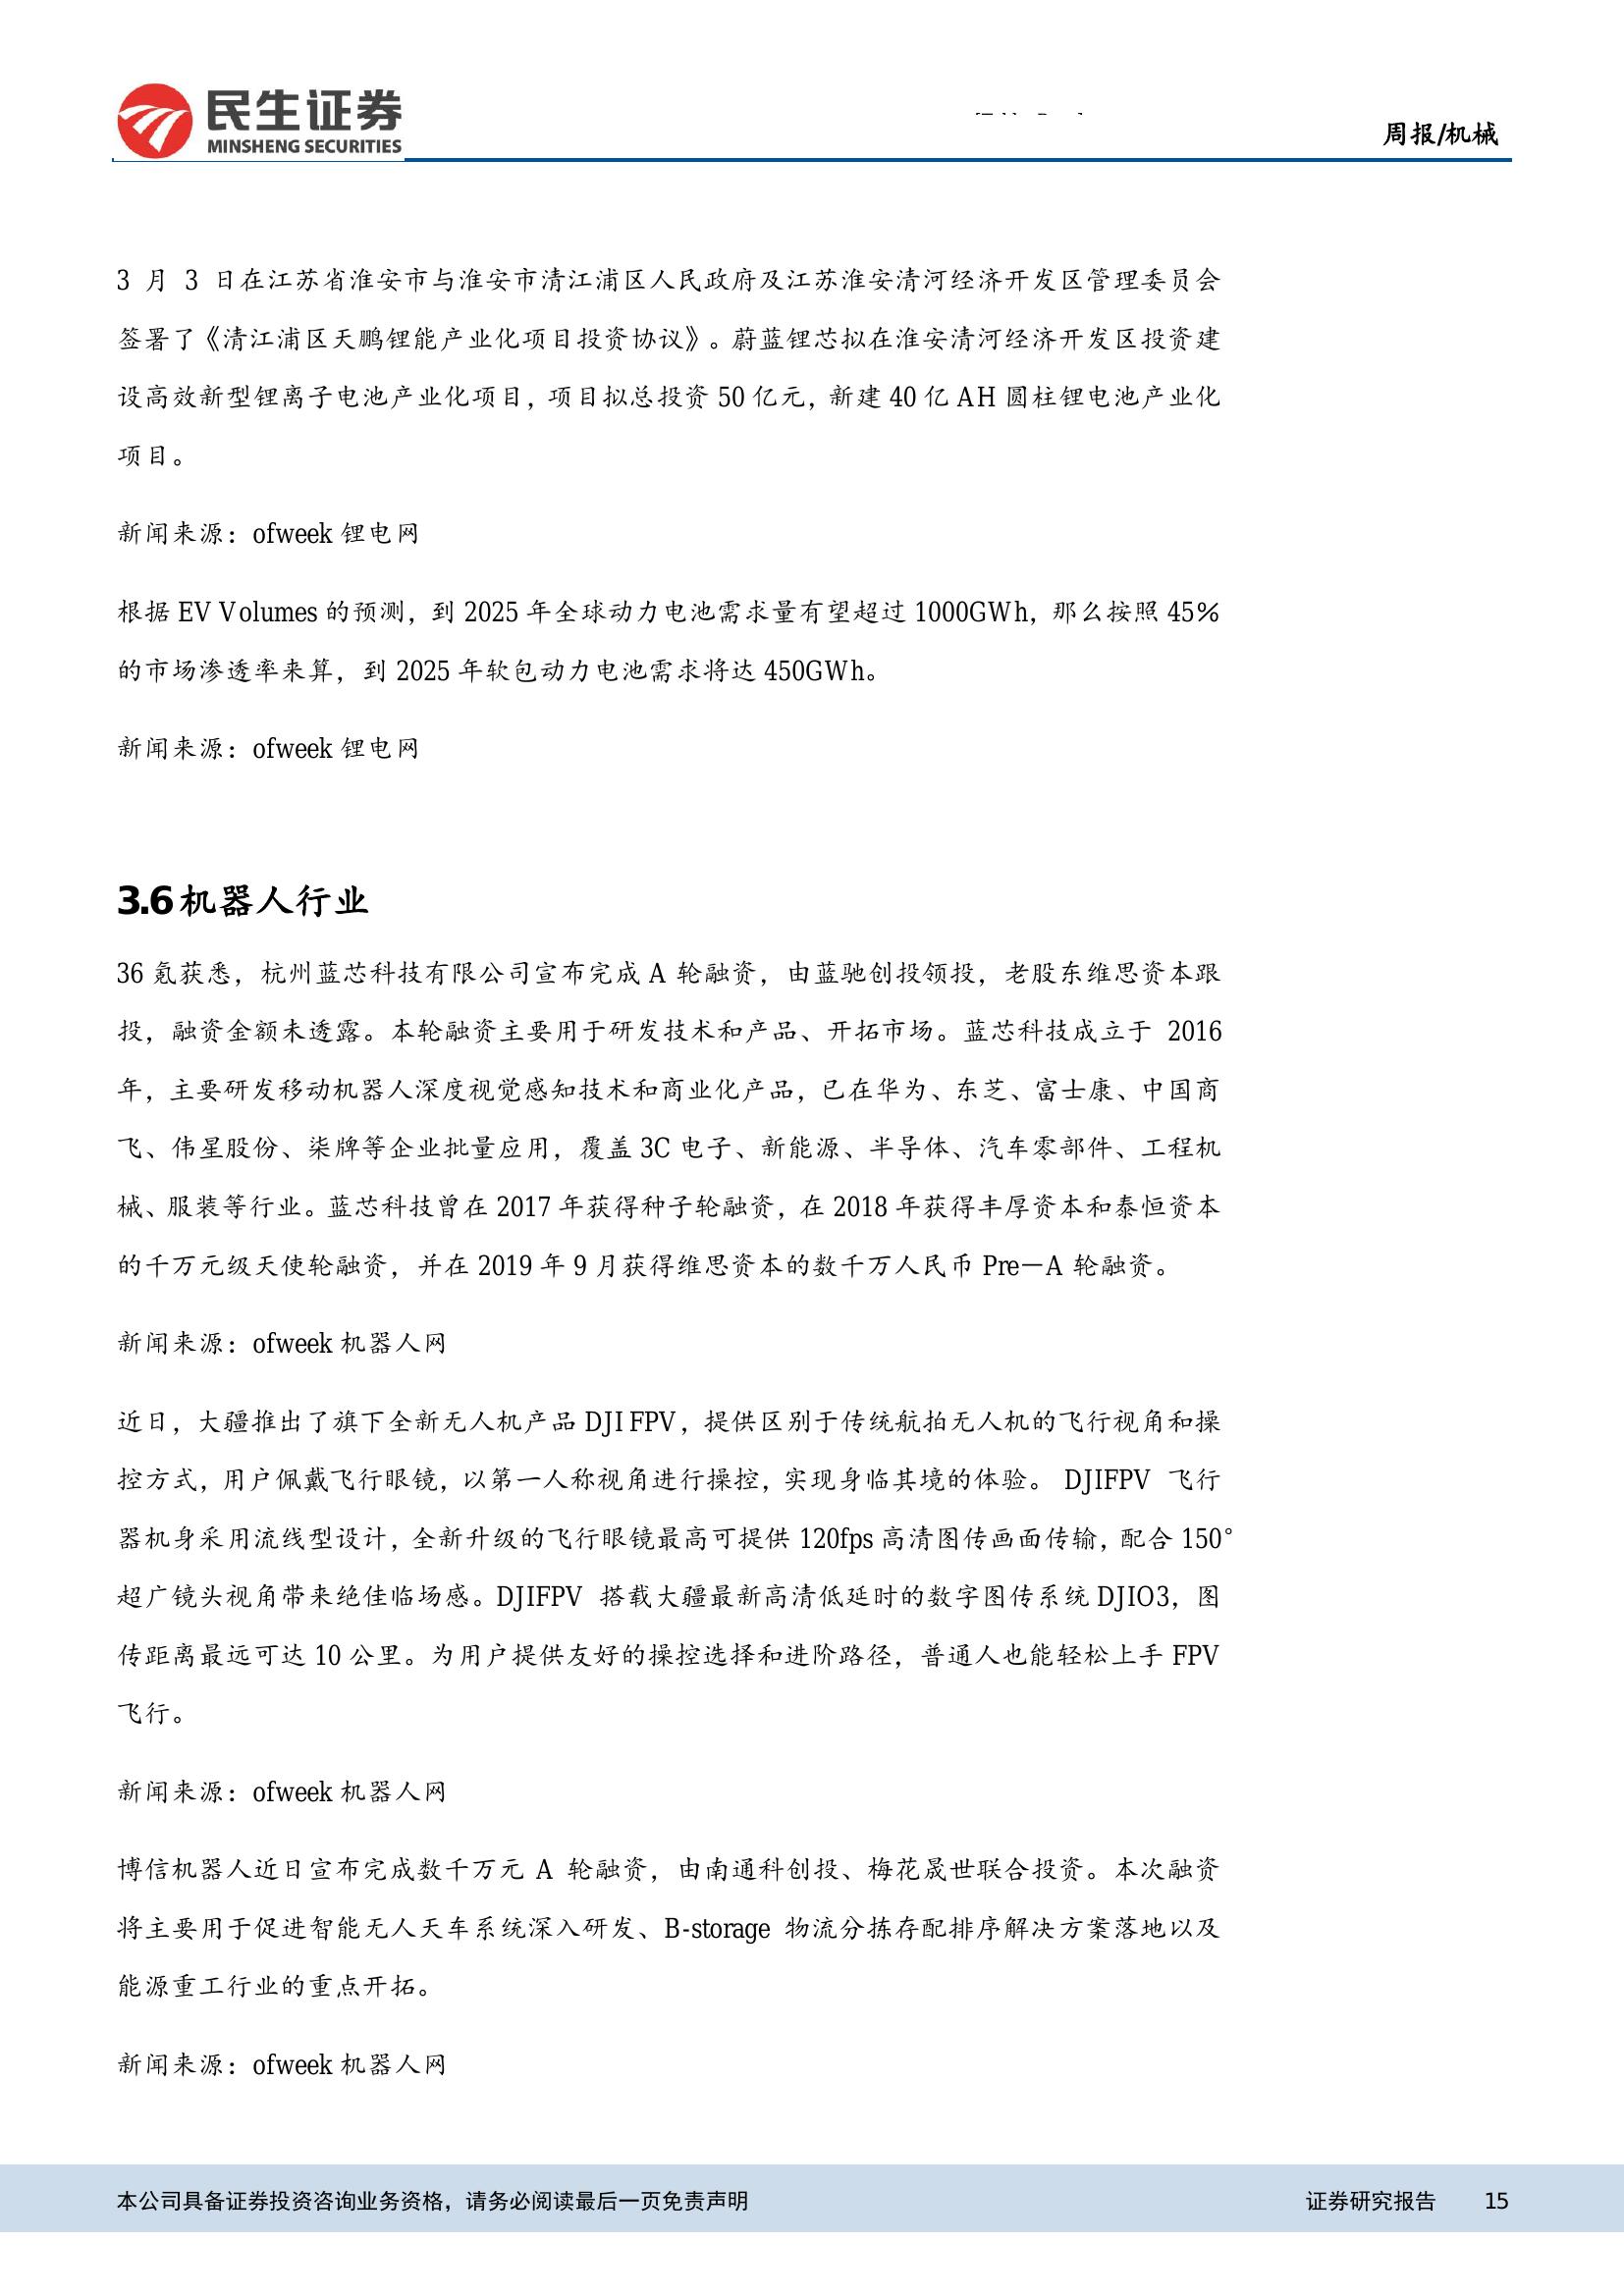 民生证券
MINSHENG SECURITIES
周报/机械
3 月 3 日在江苏省淮安市与淮安市清江浦区人民政府及江苏淮安清河经济开发区管理委员会
签署了《清江浦区天鹏锂能产业化项目投资协议》。蔚蓝锂芯拟在淮安清河经济开发区投资建
设高效新型锂离子电池产业化项目，项目拟总投资 50 亿元，新建 40 亿 AH 圆柱锂电池产业化
项目。
新闻来源：ofweek 锂电网
根据 EV Volumes 的预测，到 2025 年全球动力电池需求量有望超过 1000GWh，那么按照 45%
的市场渗透率来算，到 2025 年软包动力电池需求将达 450GWh。
新闻来源：ofweek 锂电网
3.6 机器人行业
36 氪获悉，杭州蓝芯科技有限公司宣布完成 A 轮融资，由蓝驰创投领投，老股东维思资本跟
投，融资金额未透露。本轮融资主要用于研发技术和产品、开拓市场。蓝芯科技成立于 2016
年，主要研发移动机器人深度视觉感知技术和商业化产品，已在华为、东芝、富士康、中国商
飞、伟星股份、柒牌等企业批量应用，覆盖 3C 电子、新能源、半导体、汽车零部件、工程机
械、服装等行业。蓝芯科技曾在 2017 年获得种子轮融资，在 2018 年获得丰厚资本和泰恒资本
的千万元级天使轮融资，并在 2019 年 9 月获得维思资本的数千万人民币 Pre—A 轮融资。
新闻来源：ofweek 机器人网
近日，大疆推出了旗下全新无人机产品 DJI FPV，提供区别于传统航拍无人机的飞行视角和操
控方式，用户佩戴飞行眼镜，以第一人称视角进行操控，实现身临其境的体验。 DJIFPV 飞行
器机身采用流线型设计，全新升级的飞行眼镜最高可提供 120fps 高清图传画面传输，配合 150°
超广镜头视角带来绝佳临场感。DJIFPV 搭载大疆最新高清低延时的数字图传系统 DJIO3，图
传距离最远可达 10 公里。为用户提供友好的操控选择和进阶路径，普通人也能轻松上手 FPV
飞行。
新闻来源：ofweek 机器人网
博信机器人近日宣布完成数千万元 A 轮融资，由南通科创投、梅花晟世联合投资。本次融资
将主要用于促进智能无人天车系统深入研发、B-storage 物流分拣存配排序解决方案落地以及
能源重工行业的重点开拓。
新闻来源：ofweek 机器人网
本公司具备证券投资咨询业务资格，请务必阅读最后一页免责声明
证券研究报告 15